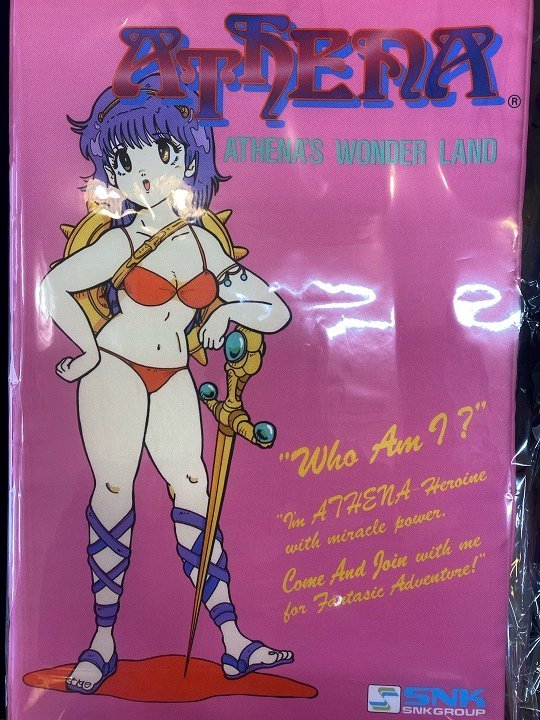 ATHENA®
ATHENA'S WONDER LAND
"Who Am I?"
"I'm ATHENA-Heroine
with miracle power.
Come And Join with me
for Fantasic Adventure!"
SNK
SNKGROUP